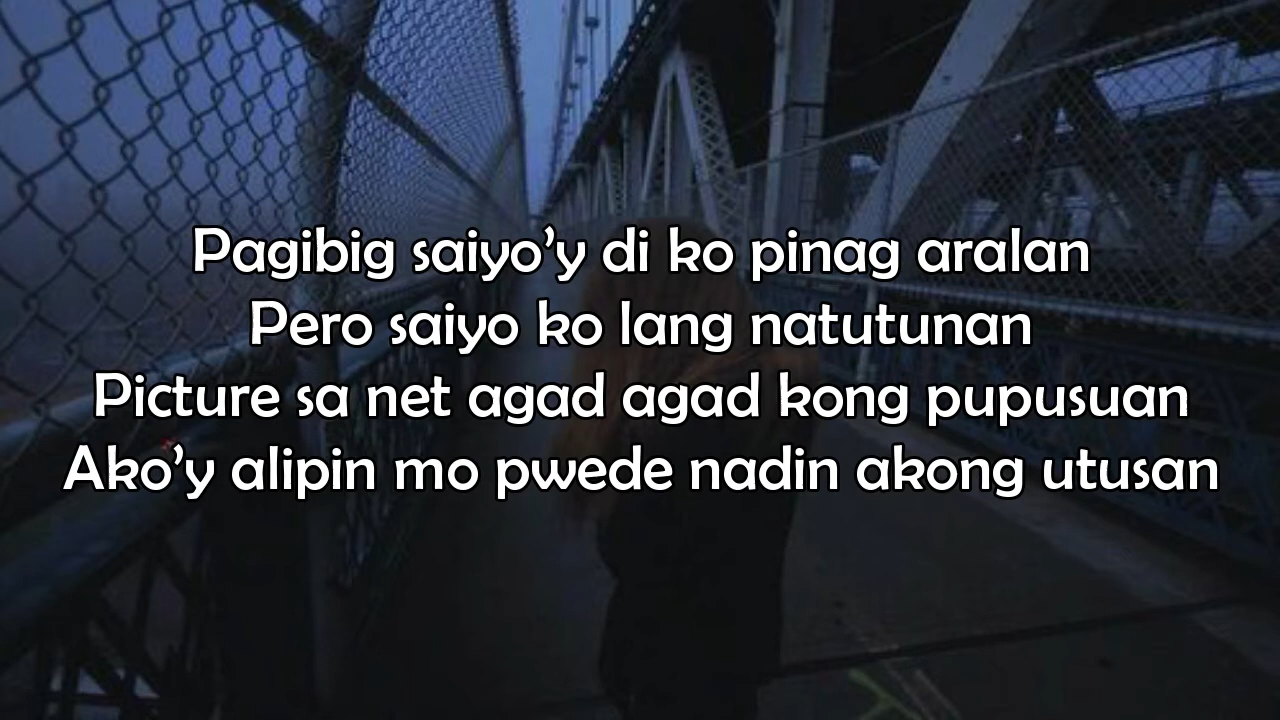 Pagibig saiyo’y di ko pinag aralan
Pero saiyo ko lang natutunan
Picture sa net agad agad kong pupusuan
Ako’y alipin mo pwede nadin akong utusan